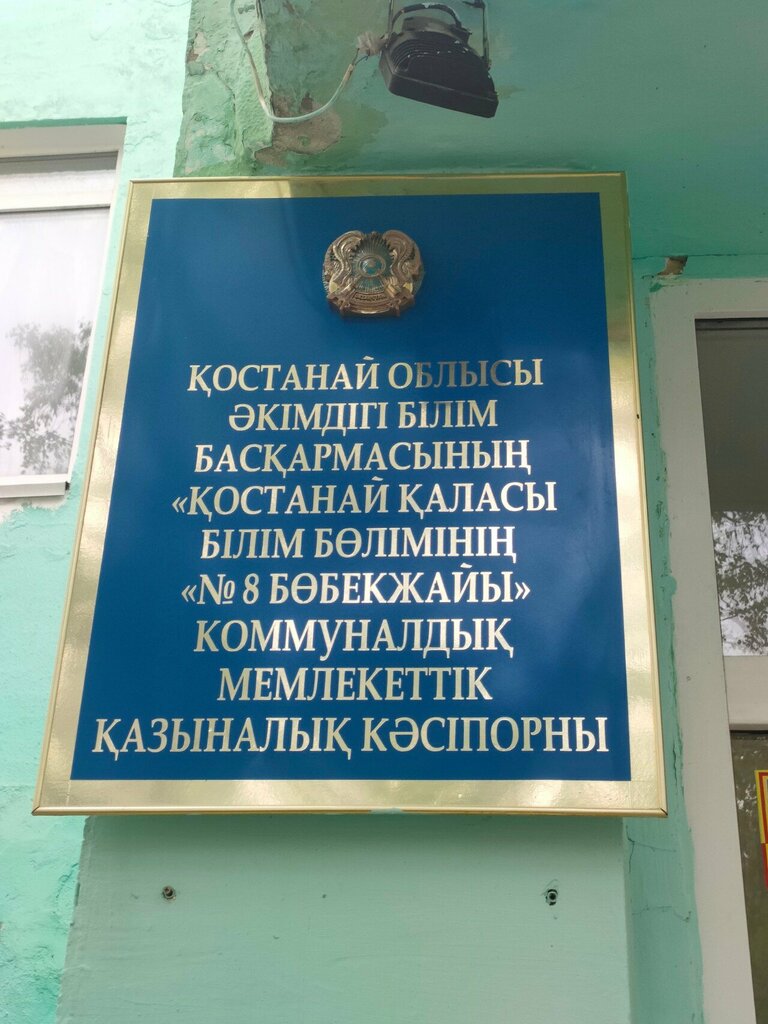 ҚОСТАНАЙ ОБЛЫСЫ
ӘКІМДІГІ БІЛІМ
БАСҚАРМАСЫНЫҢ
«ҚОСТАНАЙ ҚАЛАСЫ
БІЛІМ БӨЛІМІНІҢ
«№ 8 БӨБЕКЖАЙЫ»
КОММУНАЛДЫҚ
МЕМЛЕКЕТТІК
ҚАЗЫНАЛЫҚ КӘСІПОРНЫ